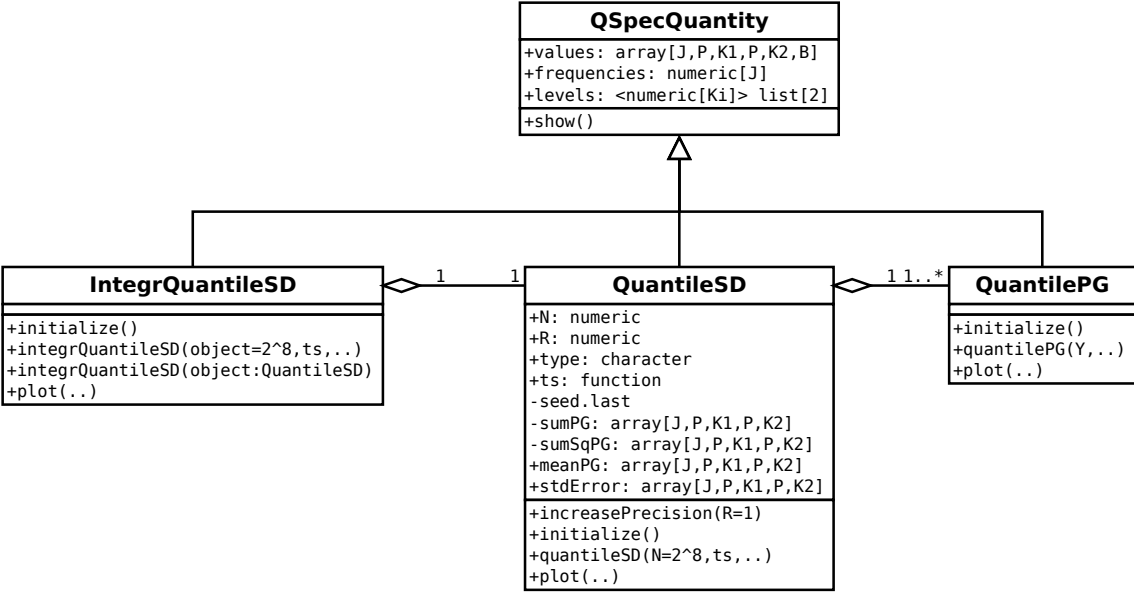 QSpecQuantity
+values: array[J,P,K1,P,K2,B]
+frequencies: numeric[J]
+levels: <numeric[Ki]> list[2]
+show()
IntegrQuantileSD
+initialize()
+integrQuantileSD(object=2^8,ts,..)
+integrQuantileSD(object:QuantileSD)
+plot(..)
1
1
QuantileSD
+N: numeric
+R: numeric
+type: character
+ts: function
-seed.last
-sumPG: array[J,P,K1,P,K2]
-sumSqPG: array[J,P,K1,P,K2]
+meanPG: array[J,P,K1,P,K2]
+stdError: array[J,P,K1,P,K2]
+increasePrecision(R=1)
+initialize()
+quantileSD(N=2^8,ts,..)
+plot(..)
1 1..*
QuantilePG
+initialize()
+quantilePG(Y,..)
+plot(..)